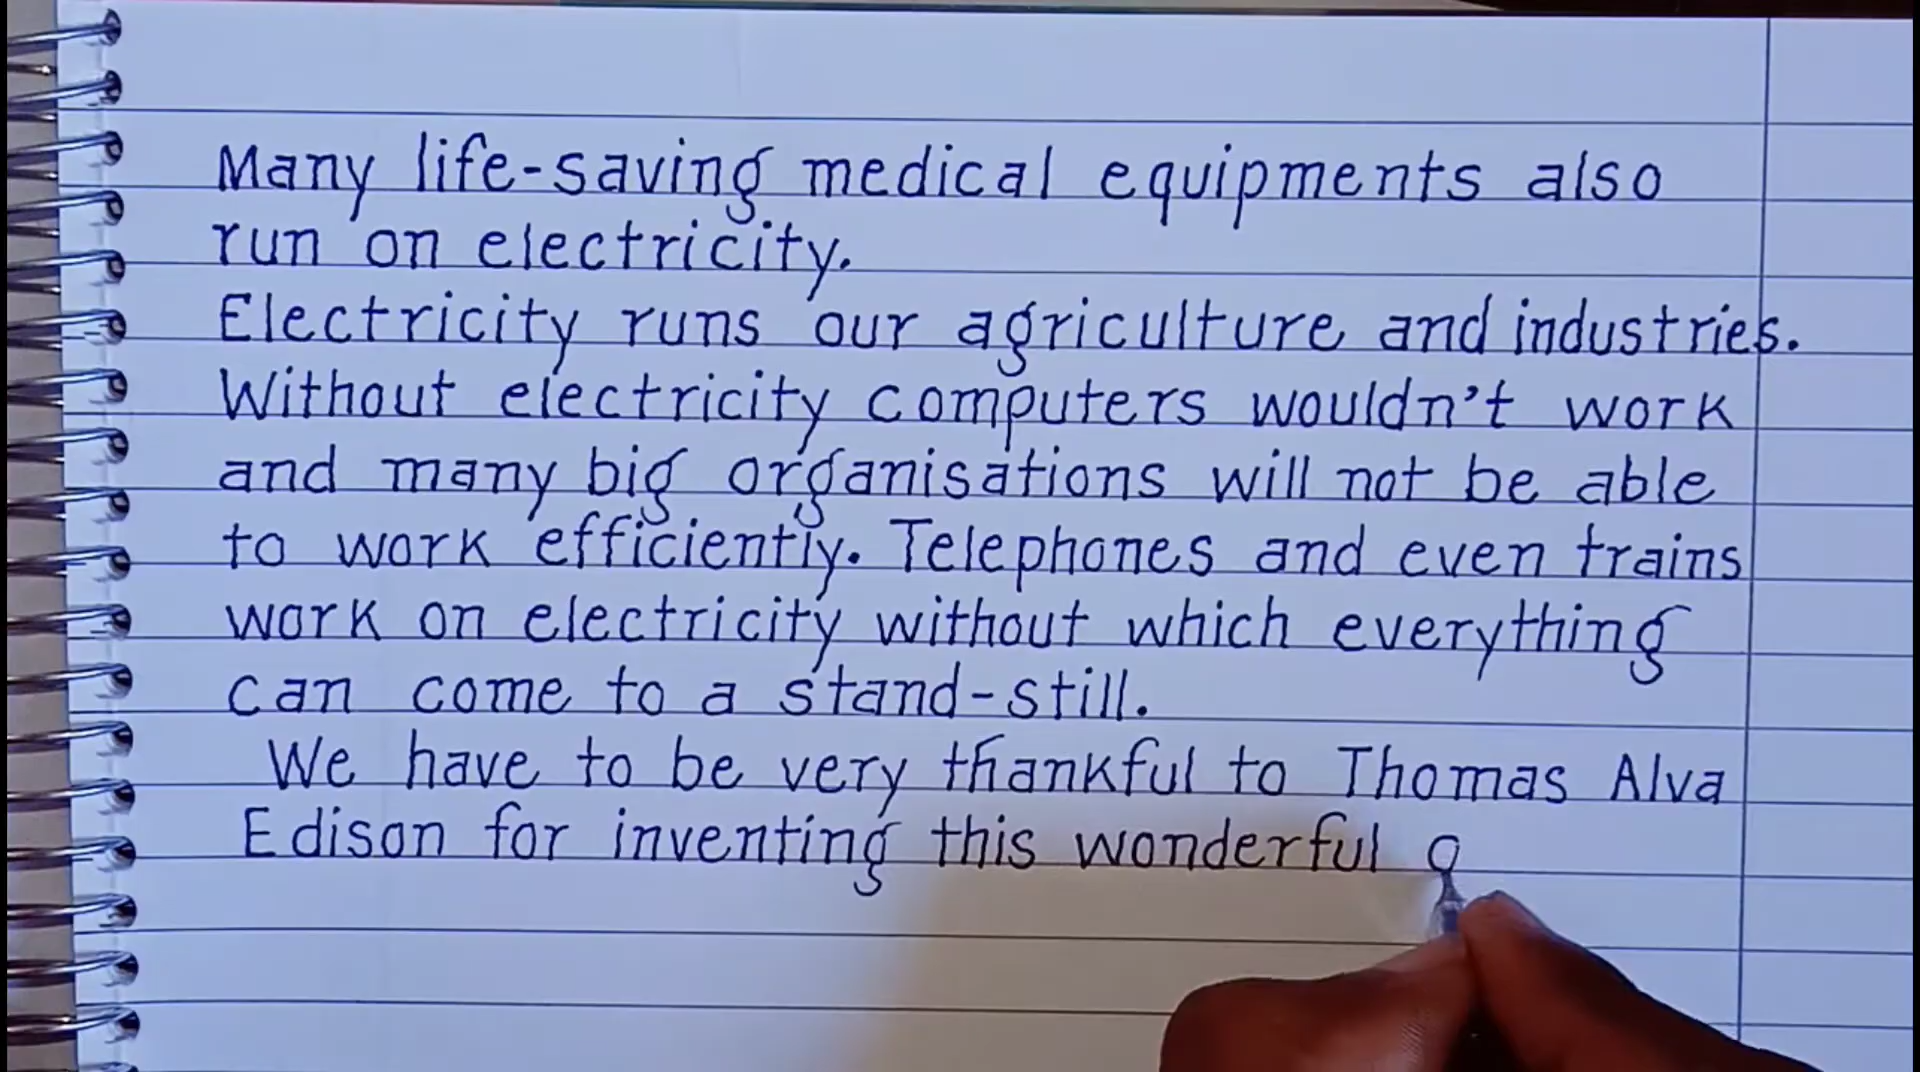 Many life-saving medical equipments also
run on electricity.
Electricity runs our agriculture and industries.
Without electricity computers wouldn't work
and many big organisations will not be able
to work efficiently. Telephones and even trains
work on electricity without which everything
can come to a stand-still.
We have to be very thankful to Thomas Alva
Edison for inventing this wonderful